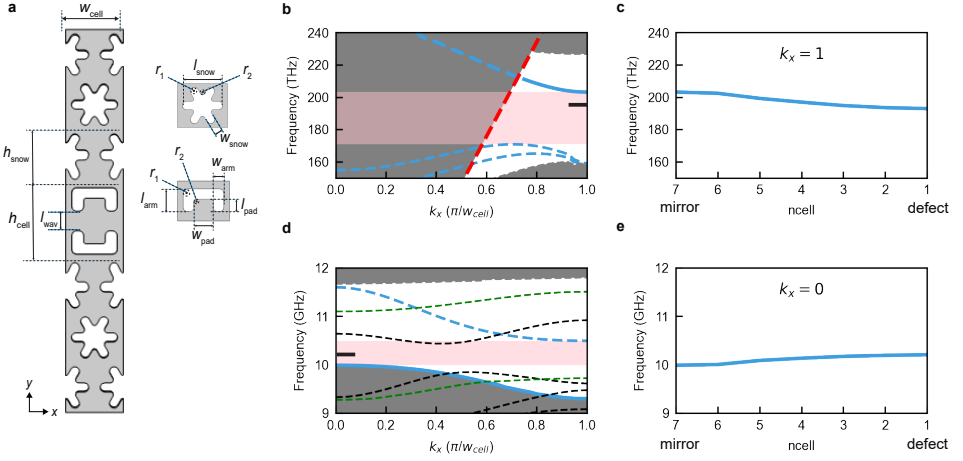 a
w_cell
h_snow
h_cell
l_wav
y
x
r_1
l_snow
r_2
w_snow
r_2
w_arm
r_1
l_arm
l_pad
w_pad
b
Frequency (THz)
240
220
200
180
160
0.0 0.2 0.4 0.6 0.8 1.0
k_x (π/w_cell)
c
Frequency (THz)
240
220
200
180
160
k_x = 1
7 6 5 4 3 2 1
mirror ncell defect
d
Frequency (GHz)
12
11
10
9
0.0 0.2 0.4 0.6 0.8 1.0
k_x (π/w_cell)
e
Frequency (GHz)
12
11
10
9
k_x = 0
7 6 5 4 3 2 1
mirror ncell defect